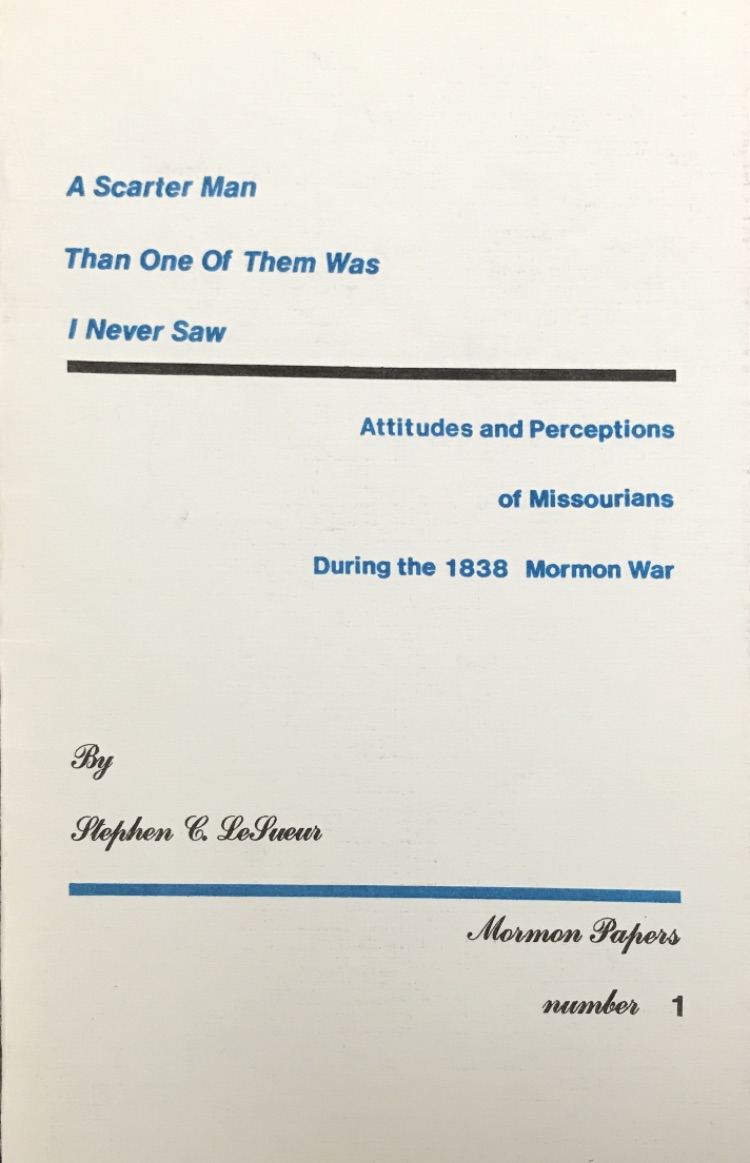 A Scarter Man
Than One Of Them Was
I Never Saw
Attitudes and Perceptions
of Missourians
During the 1838 Mormon War
By
Stephen C. LeSueur
Mormon Papers
number 1